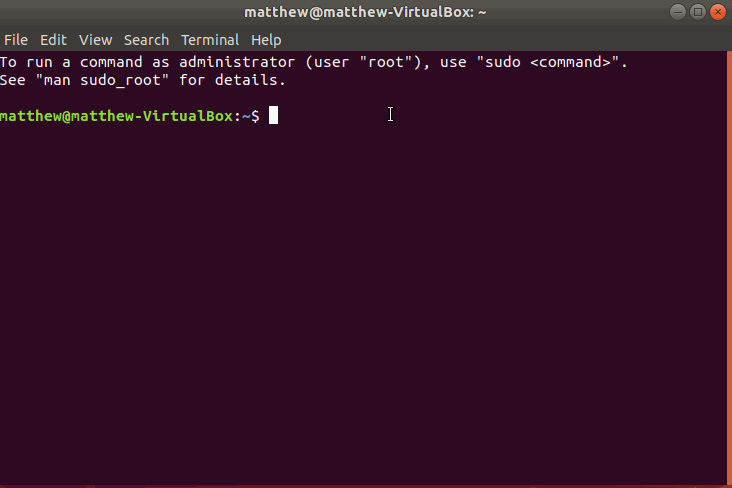 matthew@matthew-VirtualBox: ~
File Edit View Search Terminal Help
To run a command as administrator (user "root"), use "sudo <command>".
See "man sudo_root" for details.
matthew@matthew-VirtualBox:~$